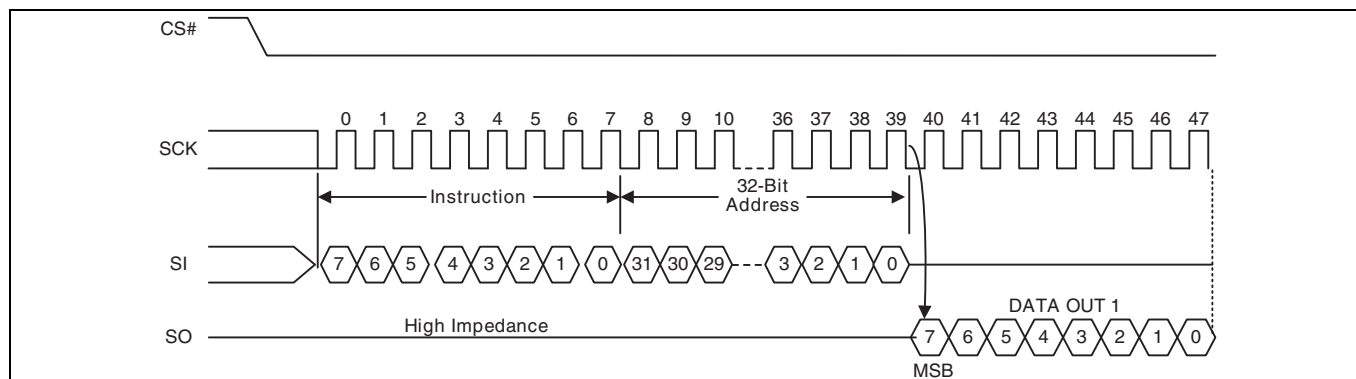 CS#
0 1 2 3 4 5 6 7 8 9 10 36 37 38 39 40 41 42 43 44 45 46 47
SCK
Instruction
32-Bit
Address
SI
7 6 5 4 3 2 1 0 31 30 29 3 2 1 0
DATA OUT 1
High Impedance
SO
7 6 5 4 3 2 1 0
MSB